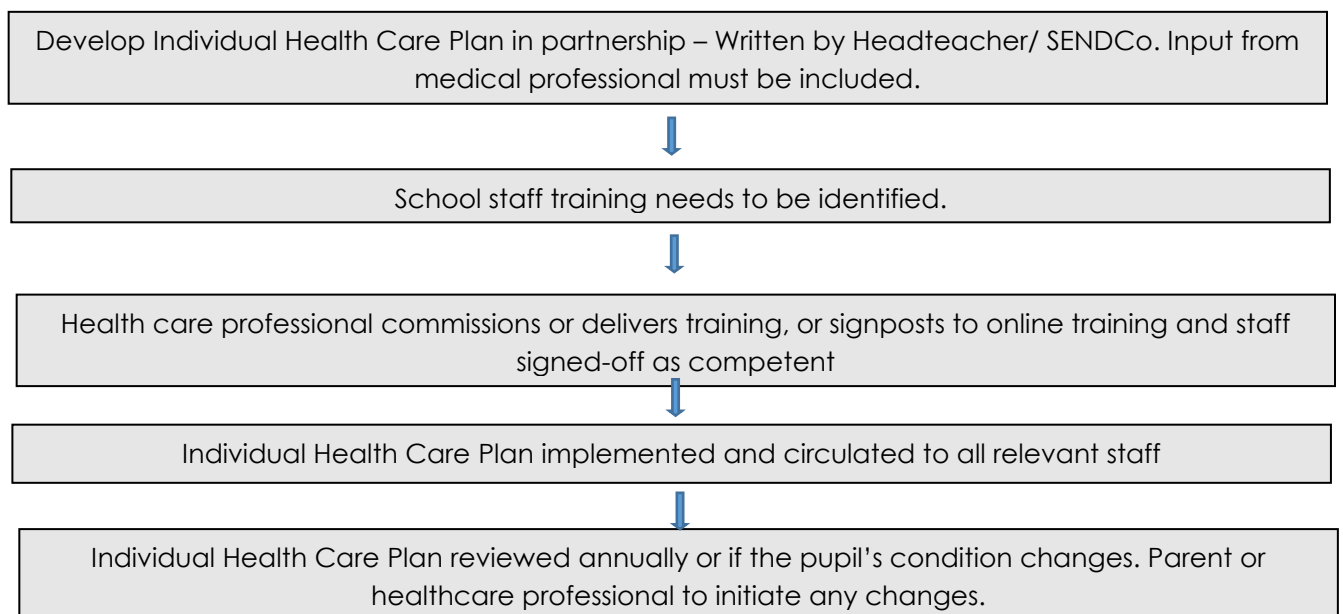 Develop Individual Health Care Plan in partnership – Written by Headteacher/ SENDCo. Input from
medical professional must be included.
School staff training needs to be identified.
Health care professional commissions or delivers training, or signposts to online training and staff
signed-off as competent
Individual Health Care Plan implemented and circulated to all relevant staff
Individual Health Care Plan reviewed annually or if the pupil’s condition changes. Parent or
healthcare professional to initiate any changes.